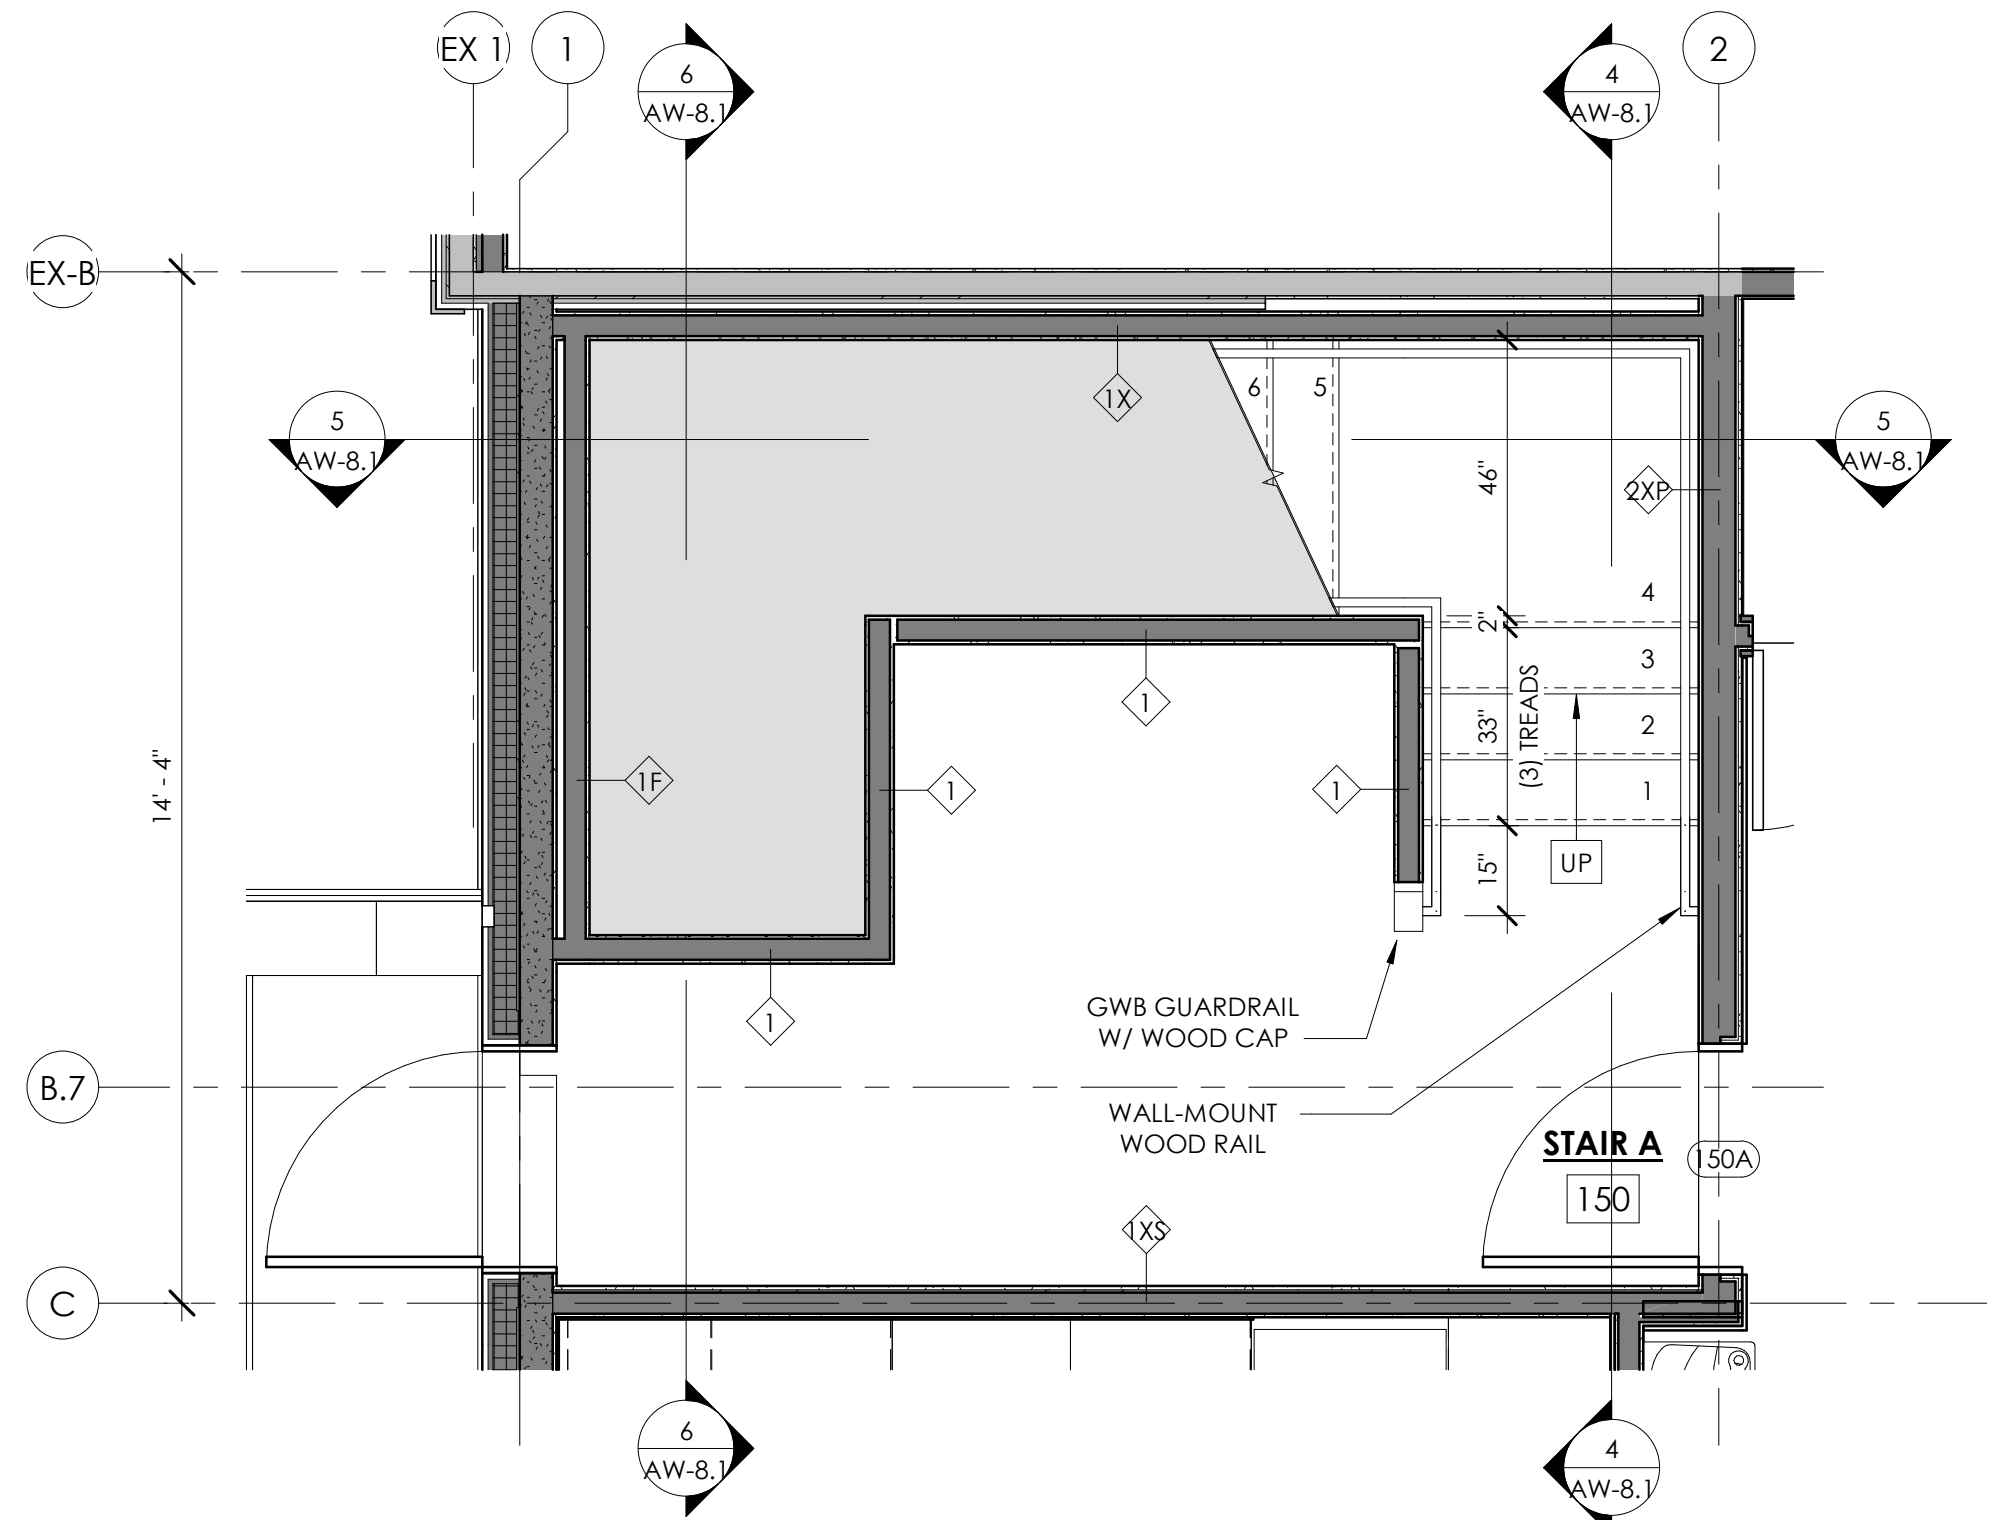 EX 1
1
6
AW-8.1
4
AW-8.1
2
EX-B
6
5
1X
5
AW-8.1
5
AW-8.1
46"
2XP
4
2"
3
1
(3) TREADS
33"
2
14' - 4"
1F
1
1
1
15"
UP
GWB GUARDRAIL
W/ WOOD CAP
1
B.7
WALL-MOUNT
WOOD RAIL
STAIR A
150A
150
1XS
C
6
AW-8.1
4
AW-8.1